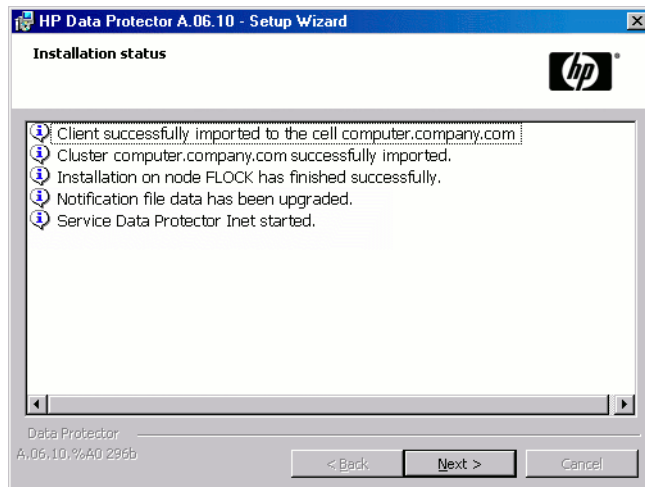 HP Data Protector A.06.10 - Setup Wizard
Installation status
hp
Client successfully imported to the cell computer.company.com
Cluster computer.company.com successfully imported.
Installation on node FLOCK has finished successfully.
Notification file data has been upgraded.
Service Data Protector Inet started.
Data Protector
A.06.10.%A0 296b
< Back
Next >
Cancel